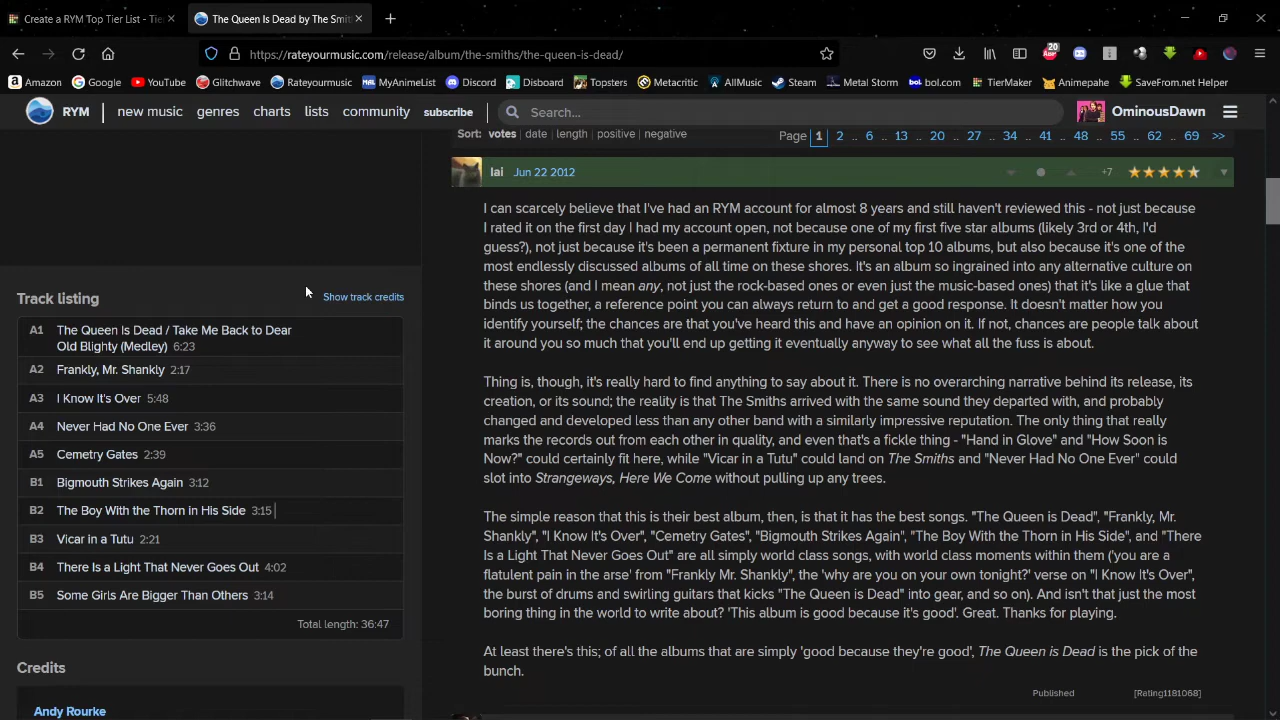 Create a RYM Top Tier List - Tie
The Queen Is Dead by The Smit
https://rateyourmusic.com/release/album/the-smiths/the-queen-is-dead/
20
Amazon Google YouTube Glitchwave Rateyourmusic MyAnimeList Discord Disboard Topsters Metacritic AllMusic Steam Metal Storm bol.com TierMaker Animepahe SaveFrom.net Helper
RYM new music genres charts lists community subscribe Search... OminousDawn
Sort: votes | date | length | positive | negative
Page 1 2 .. 6 .. 13 .. 20 .. 27 .. 34 .. 41 .. 48 .. 55 .. 62 .. 69 >>
Iai Jun 22 2012 +7
I can scarcely believe that I've had an RYM account for almost 8 years and still haven't reviewed this - not just because
I rated it on the first day I had my account open, not because one of my first five star albums (likely 3rd or 4th, I'd
guess?), not just because it's been a permanent fixture in my personal top 10 albums, but also because it's one of the
most endlessly discussed albums of all time on these shores. It's an album so ingrained into any alternative culture on
these shores (and I mean any, not just the rock-based ones or even just the music-based ones) that it's like a glue that
binds us together, a reference point you can always return to and get a good response. It doesn't matter how you
identify yourself; the chances are that you've heard this and have an opinion on it. If not, chances are people talk about
it around you so much that you'll end up getting it eventually anyway to see what all the fuss is about.
Thing is, though, it's really hard to find anything to say about it. There is no overarching narrative behind its release, its
creation, or its sound; the reality is that The Smiths arrived with the same sound they departed with, and probably
changed and developed less than any other band with a similarly impressive reputation. The only thing that really
marks the records out from each other in quality, and even that's a fickle thing - "Hand in Glove" and "How Soon is
Now?" could certainly fit here, while "Vicar in a Tutu" could land on The Smiths and "Never Had No One Ever" could
slot into Strangeways, Here We Come without pulling up any trees.
The simple reason that this is their best album, then, is that it has the best songs. "The Queen is Dead", "Frankly, Mr.
Shankly", "I Know It's Over", "Cemetry Gates", "Bigmouth Strikes Again", "The Boy With the Thorn in His Side", and "There
Is a Light That Never Goes Out" are all simply world class songs, with world class moments within them ('you are a
flatulent pain in the arse' from "Frankly Mr. Shankly", the 'why are you on your own tonight?' verse on "I Know It's Over",
the burst of drums and swirling guitars that kicks "The Queen is Dead" into gear, and so on). And isn't that just the most
boring thing in the world to write about? 'This album is good because it's good'. Great. Thanks for playing.
At least there's this; of all the albums that are simply 'good because they're good', The Queen is Dead is the pick of the
bunch.
Published [Rating1181068]
Track listing
Show track credits
A1 The Queen Is Dead / Take Me Back to Dear
Old Blighty (Medley) 6:23
A2 Frankly, Mr. Shankly 2:17
A3 I Know It's Over 5:48
A4 Never Had No One Ever 3:36
A5 Cemetry Gates 2:39
B1 Bigmouth Strikes Again 3:12
B2 The Boy With the Thorn in His Side 3:15
B3 Vicar in a Tutu 2:21
B4 There Is a Light That Never Goes Out 4:02
B5 Some Girls Are Bigger Than Others 3:14
Total length: 36:47
Credits
Andy Rourke